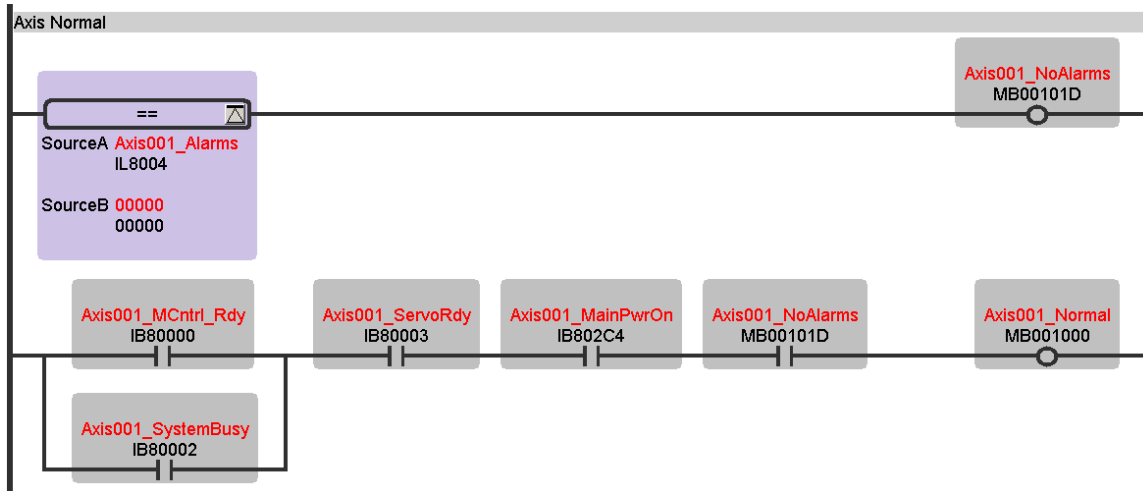 Axis Normal
Axis001_NoAlarms
MB00101D
==
SourceA Axis001_Alarms
IL8004
SourceB 00000
00000
Axis001_MCntrl_Rdy
IB80000
Axis001_ServoRdy
IB80003
Axis001_MainPwrOn
IB802C4
Axis001_NoAlarms
MB00101D
Axis001_Normal
MB001000
Axis001_SystemBusy
IB80002